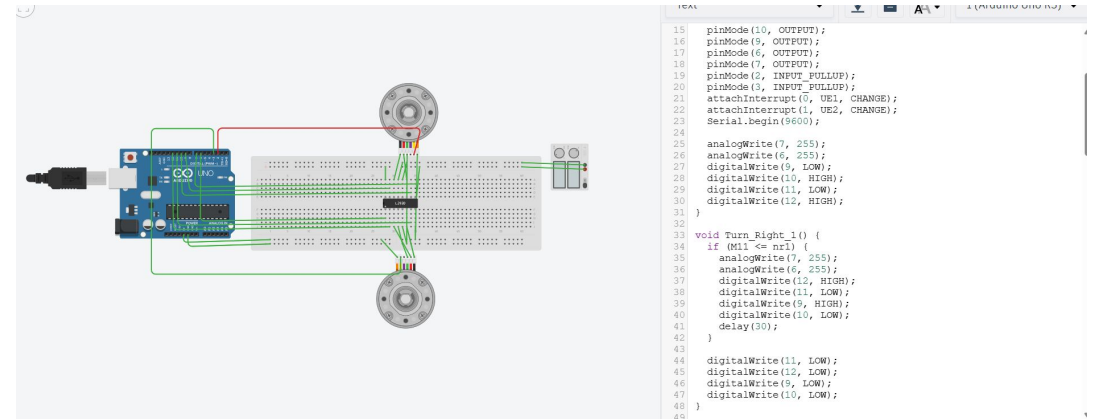 Text
1 (Arduino Uno R3)
UNO
15 pinMode(10, OUTPUT);
16 pinMode(9, OUTPUT);
17 pinMode(6, OUTPUT);
18 pinMode(7, OUTPUT);
19 pinMode(2, INPUT_PULLUP);
20 pinMode(3, INPUT_PULLUP);
21 attachInterrupt(0, UE1, CHANGE);
22 attachInterrupt(1, UE2, CHANGE);
23 Serial.begin(9600);
24
25 analogWrite(7, 255);
26 analogWrite(6, 255);
27 digitalWrite(9, LOW);
28 digitalWrite(10, HIGH);
29 digitalWrite(11, LOW);
30 digitalWrite(12, HIGH);
31 }
32
33 void Turn_Right_1() {
34 if (M11 <= nr1) {
35 analogWrite(7, 255);
36 analogWrite(6, 255);
37 digitalWrite(12, HIGH);
38 digitalWrite(11, LOW);
39 digitalWrite(9, HIGH);
40 digitalWrite(10, LOW);
41 delay(30);
42 }
43
44 digitalWrite(11, LOW);
45 digitalWrite(12, LOW);
46 digitalWrite(9, LOW);
47 digitalWrite(10, LOW);
48 }
49